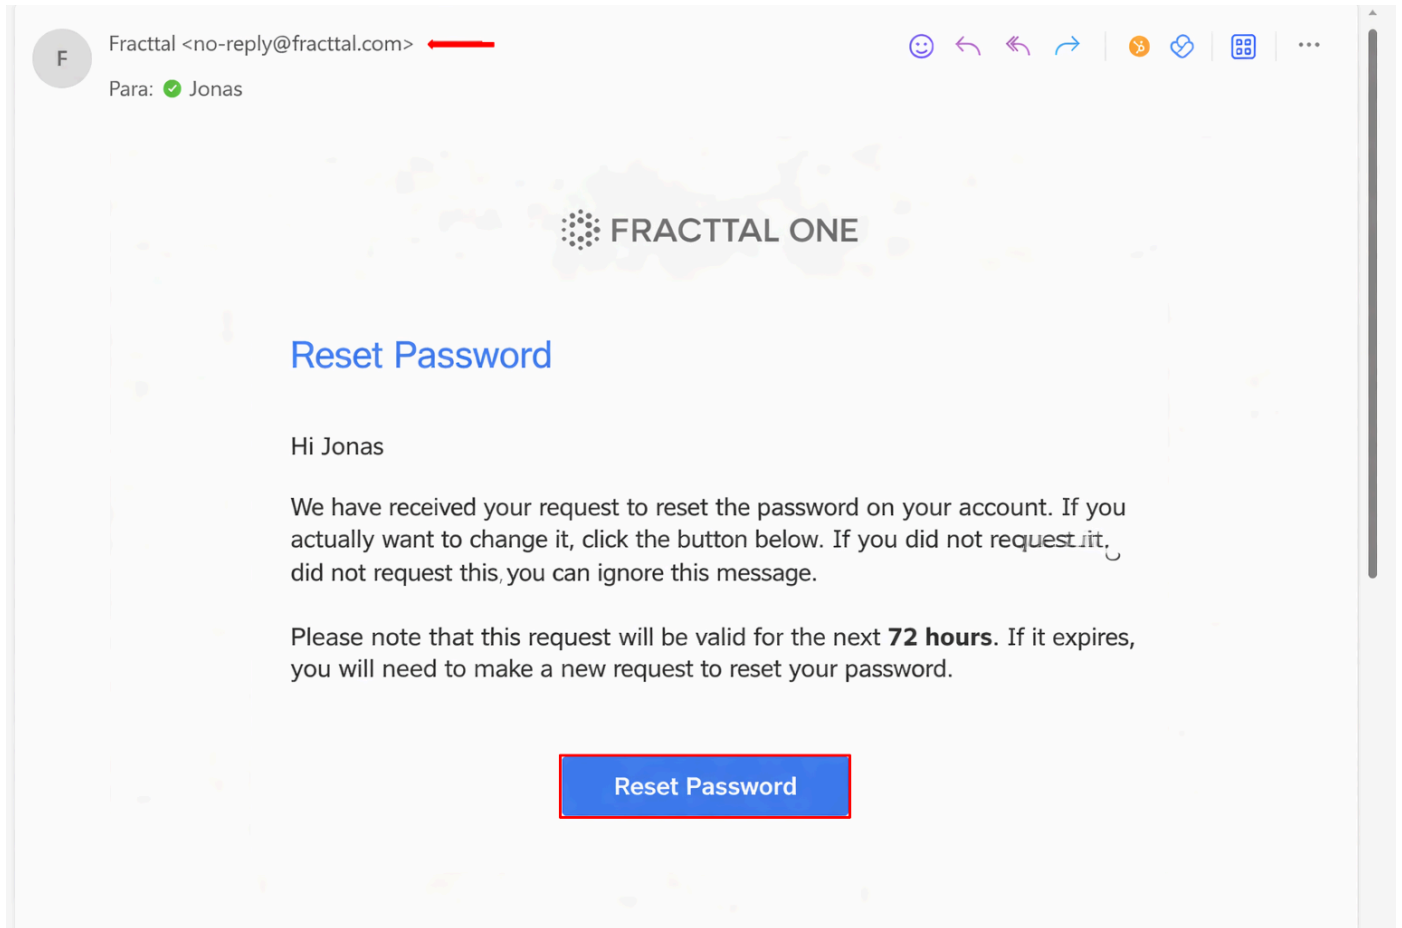 F
Fracttal <no-reply@fracttal.com>
Para: Jonas
FRACTTAL ONE
Reset Password
Hi Jonas
We have received your request to reset the password on your account. If you
actually want to change it, click the button below. If you did not request it,
did not request this, you can ignore this message.
Please note that this request will be valid for the next 72 hours. If it expires,
you will need to make a new request to reset your password.
Reset Password